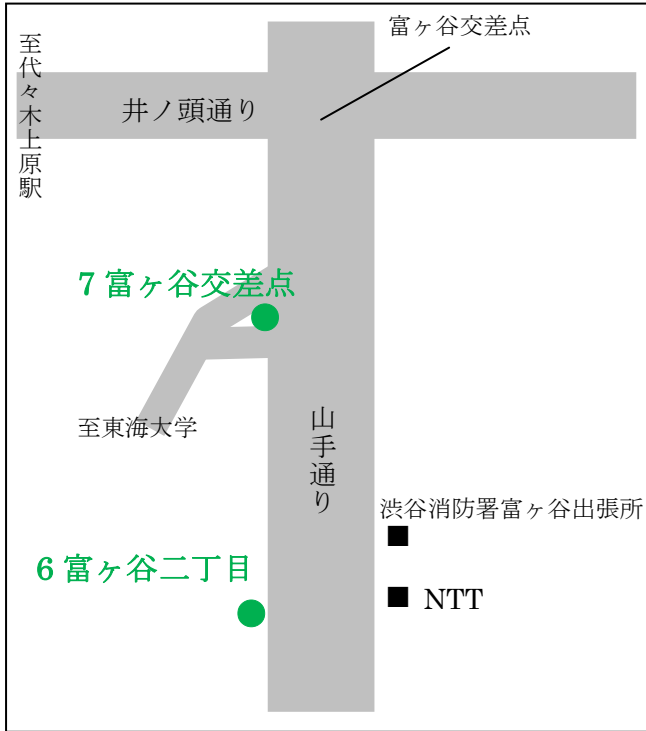 富ヶ谷交差点
至代々木上原駅
井ノ頭通り
7 富ヶ谷交差点
至東海大学
山手通り
渋谷消防署富ヶ谷出張所
6 富ヶ谷二丁目
NTT